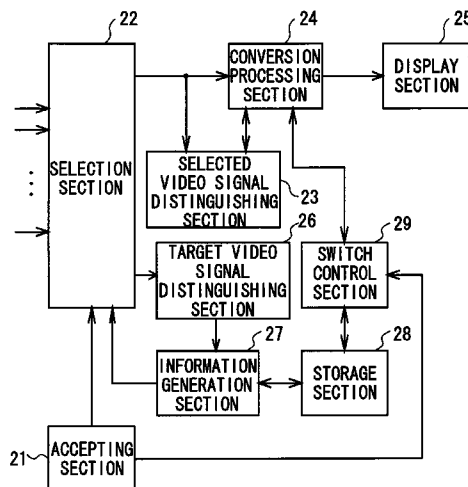 22
24
25
CONVERSION
PROCESSING
SECTION
DISPLAY
SECTION
SELECTION
SECTION
SELECTED
VIDEO SIGNAL
DISTINGUISHING
SECTION
23
26
TARGET VIDEO
SIGNAL
DISTINGUISHING
SECTION
29
SWITCH
CONTROL
SECTION
27
INFORMATION
GENERATION
SECTION
28
STORAGE
SECTION
21
ACCEPTING
SECTION